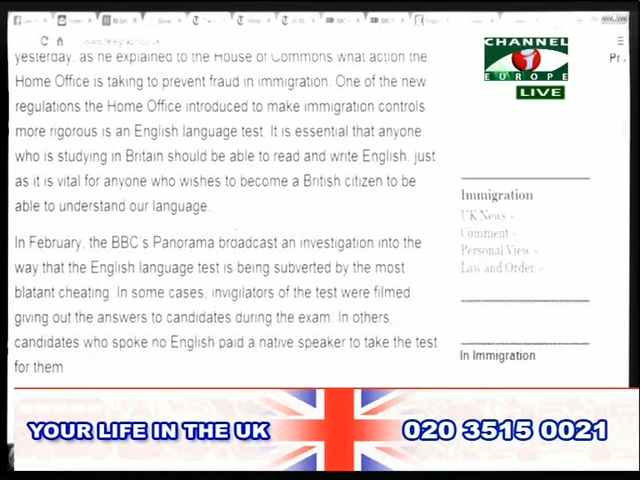 www.telegraph.co.uk
yesterday, as he explained to the House of Commons what action the
Home Office is taking to prevent fraud in immigration. One of the new
regulations the Home Office introduced to make immigration controls
more rigorous is an English language test. It is essential that anyone
who is studying in Britain should be able to read and write English, just
as it is vital for anyone who wishes to become a British citizen to be
able to understand our language.
In February, the BBC's Panorama broadcast an investigation into the
way that the English language test is being subverted by the most
blatant cheating. In some cases, invigilators of the test were filmed
giving out the answers to candidates during the exam. In others,
candidates who spoke no English paid a native speaker to take the test
for them
CHANNEL
i
EUROPE
LIVE
Immigration
UK News -
Comment -
Personal View -
Law and Order -
In Immigration
YOUR LIFE IN THE UK
020 3515 0021